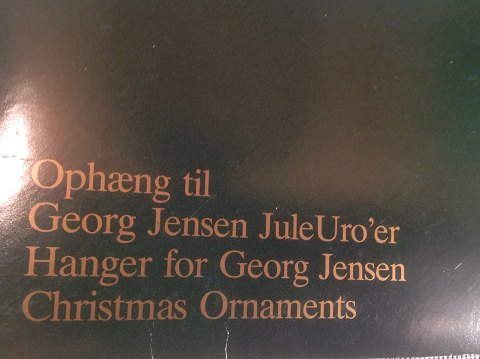 Ophæng til
Georg Jensen JuleUro'er
Hanger for Georg Jensen
Christmas Ornaments